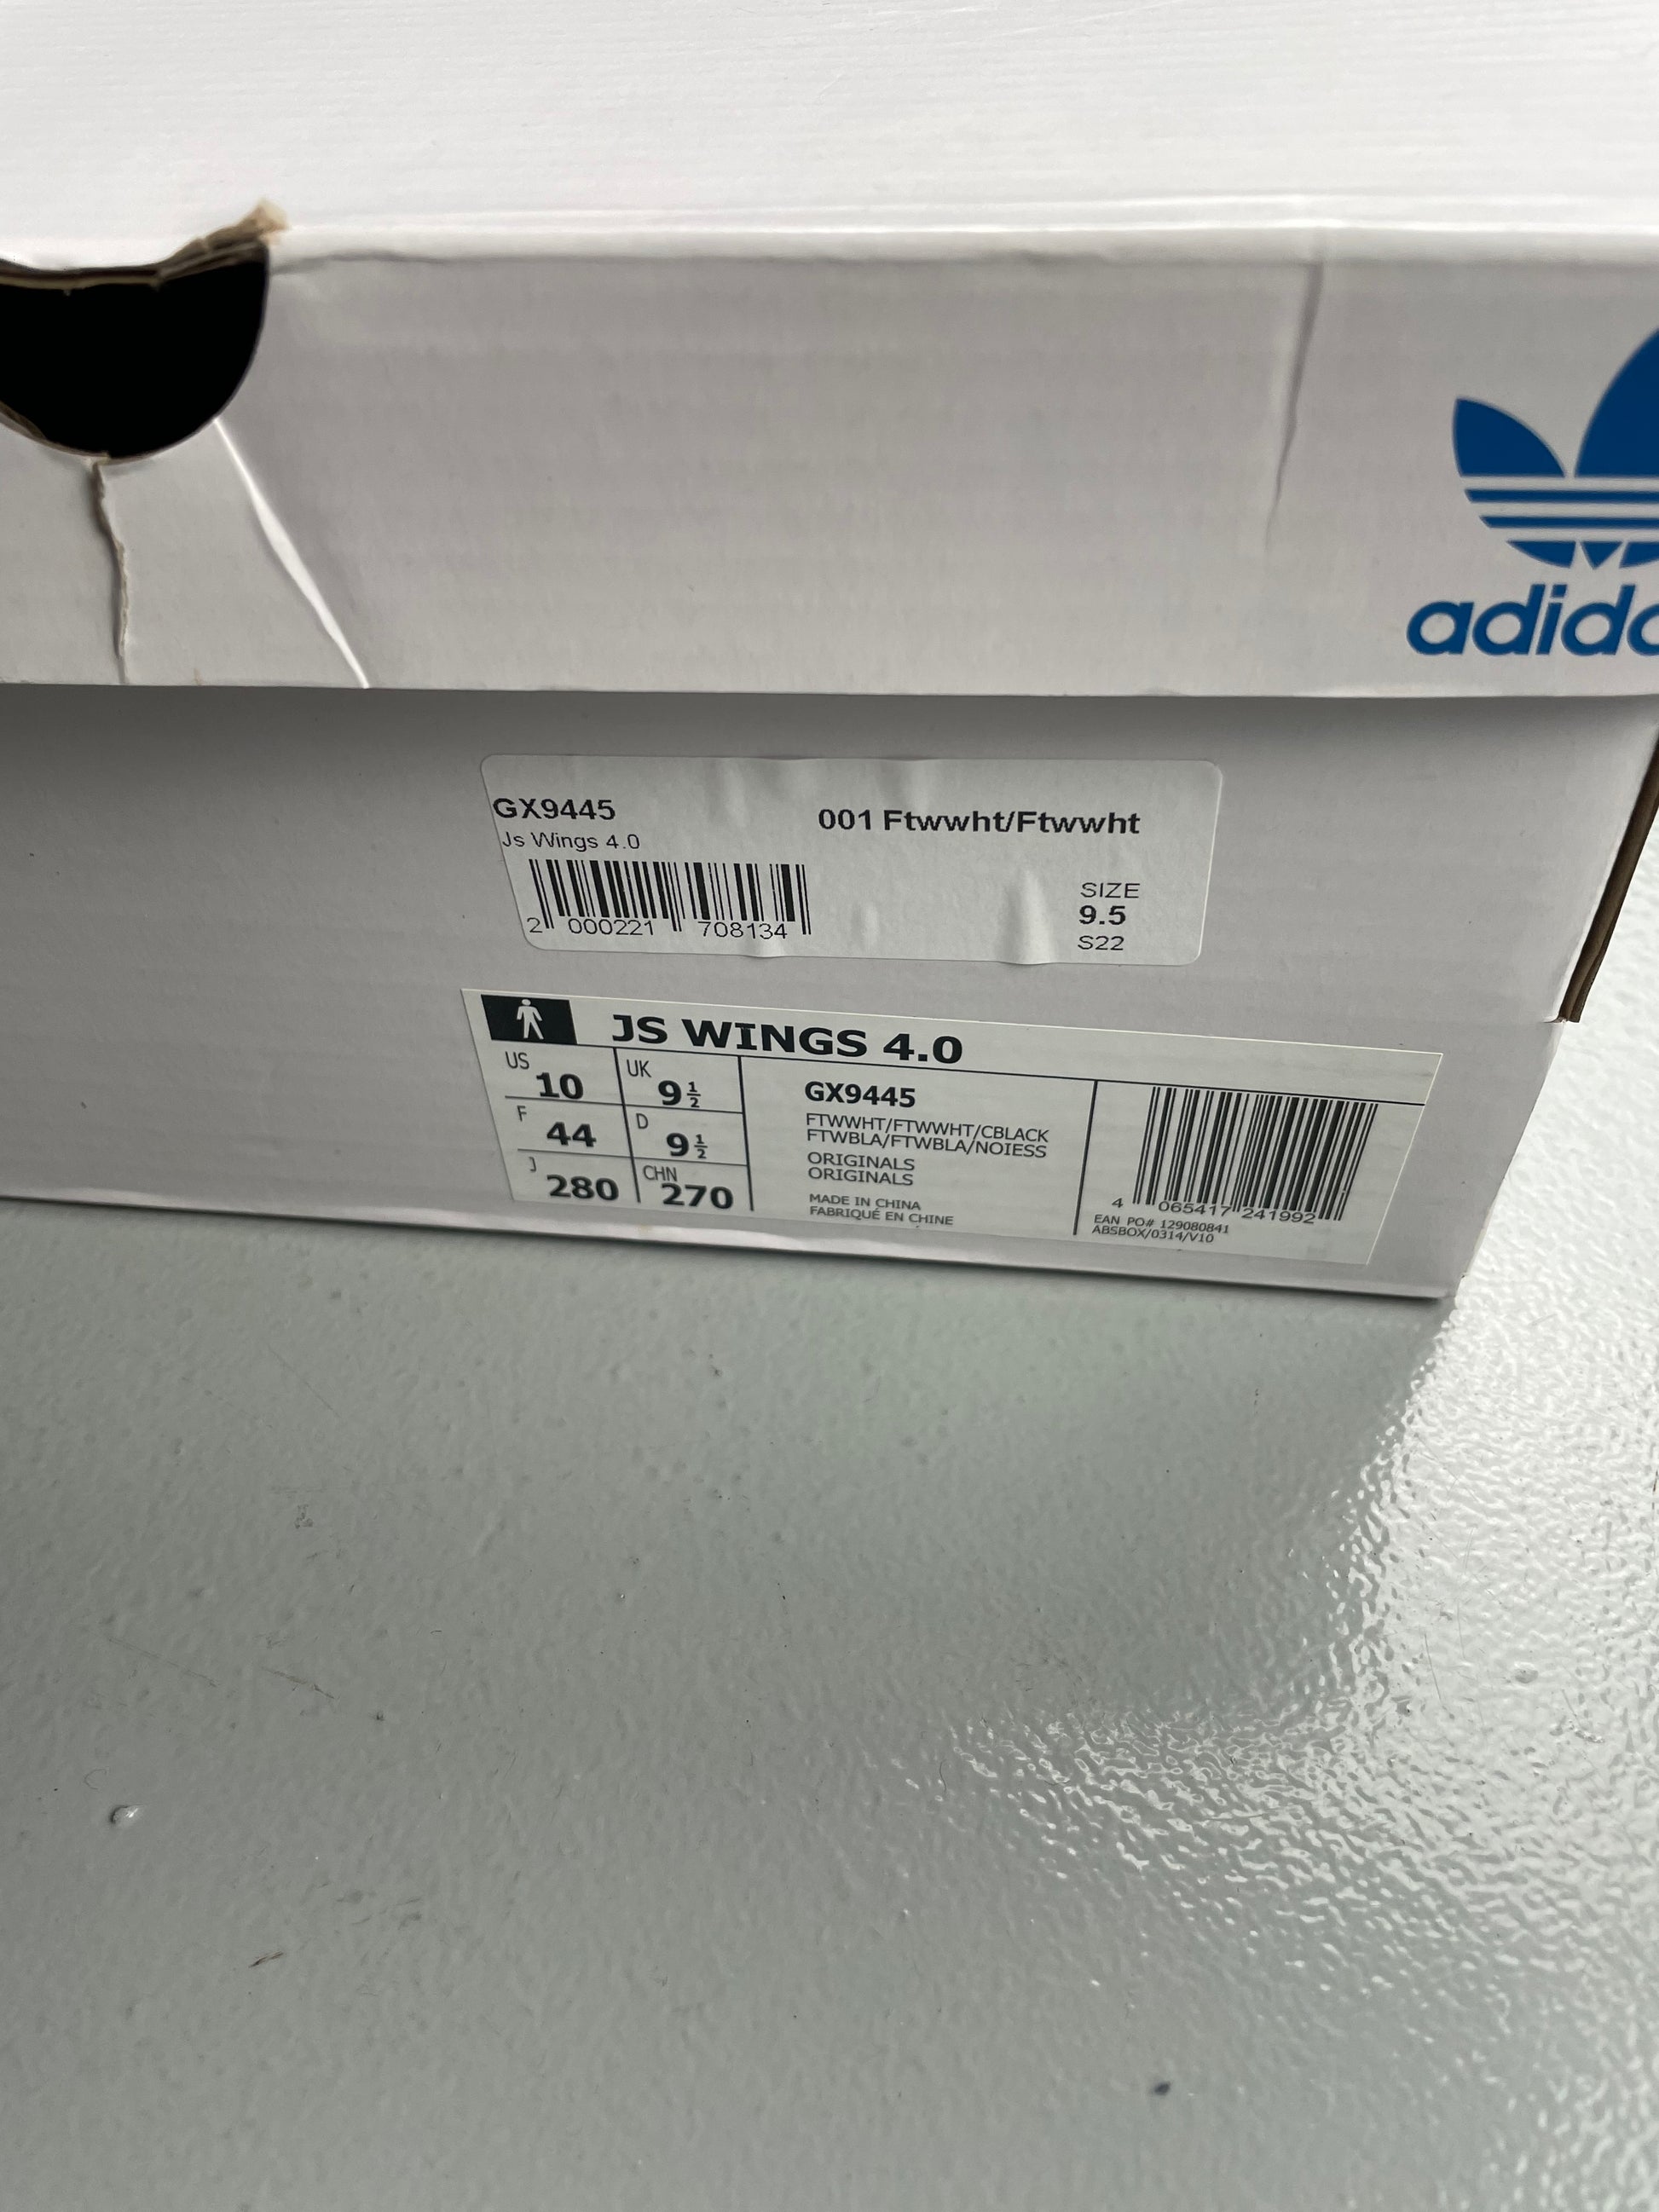 adida
GX9445 001 Ftwwht/Ftwwht
Js Wings 4.0
SIZE
9.5
2 000221 708134
S22
JS WINGS 4.0
US 10 UK 9½
F 44 D 9½
J 280 CHN 270
GX9445
FTWWHT/FTWWHT/CBLACK
FTWBLA/FTWBLA/NOIESS
ORIGINALS
ORIGINALS
MADE IN CHINA
FABRIQUÉ EN CHINE
4 065417 241992
EAN PO# 129080841
ABSBOX/0314/V10